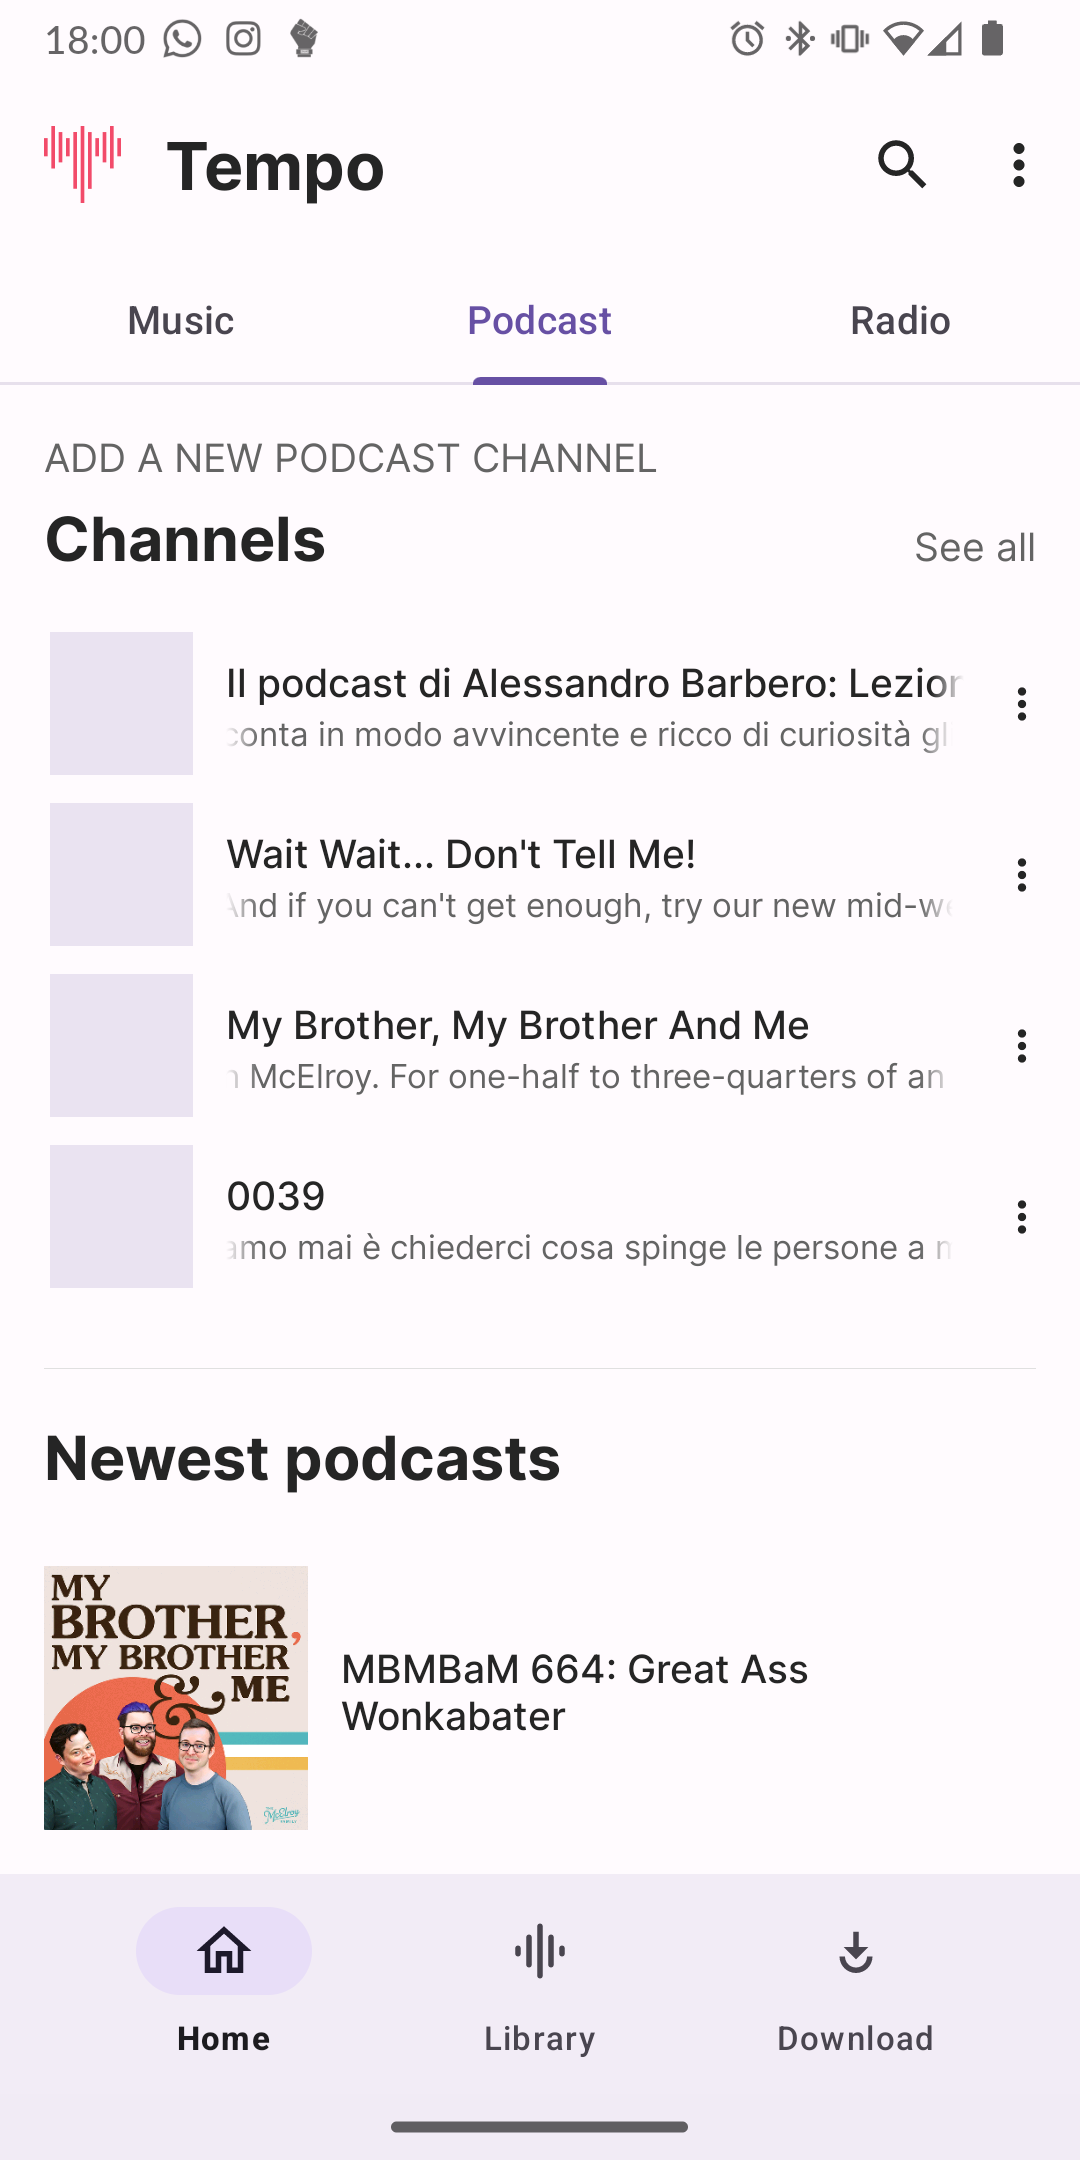 18:00
Tempo
Music
Podcast
Radio
ADD A NEW PODCAST CHANNEL
Channels
See all
Il podcast di Alessandro Barbero: Lezior
conta in modo avvincente e ricco di curiosità gl
Wait Wait... Don't Tell Me!
And if you can't get enough, try our new mid-we
My Brother, My Brother And Me
n McElroy. For one-half to three-quarters of an
0039
amo mai è chiederci cosa spinge le persone a n
Newest podcasts
MY
BROTHER,
MY BROTHER
& ME
The
McElroy
Family
MBMBaM 664: Great Ass
Wonkabater
Home
Library
Download